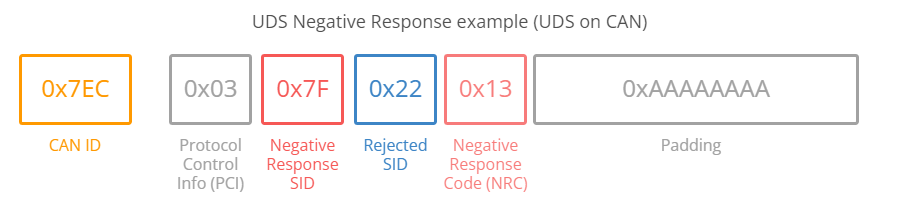 UDS Negative Response example (UDS on CAN)
0x7EC 0x03 0x7F 0x22 0x13 0xAAAAAAAA
CAN ID
Protocol
Control
Info (PCI)
Negative
Response
SID
Rejected
SID
Negative
Response
Code (NRC)
Padding